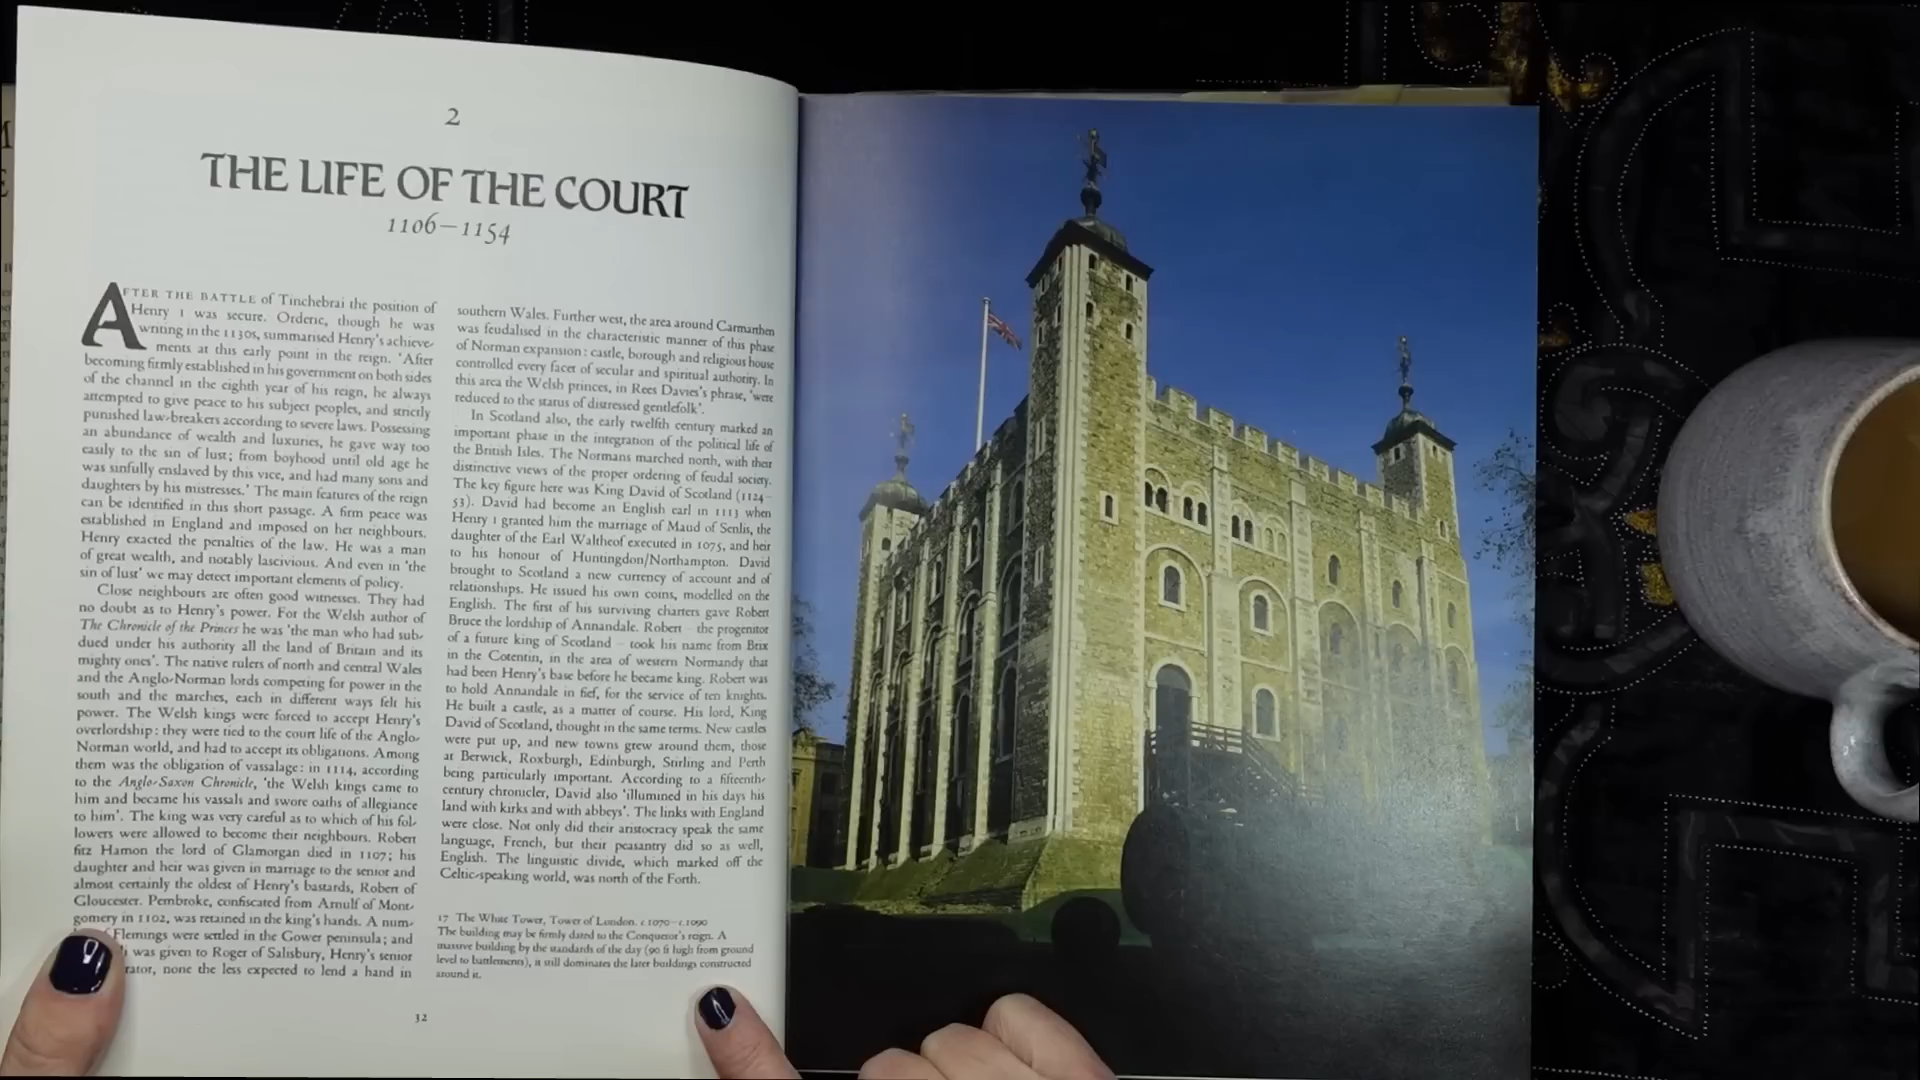 2
THE LIFE OF THE COURT
1106–1154
AFTER THE BATTLE of Tinchebrai the position of
Henry I was secure. Orderic, though he was
writing in the 1130s, summarised Henry's achieve-
ments at this early point in the reign. 'After
becoming firmly established in his government on both sides
of the channel in the eighth year of his reign, he always
attempted to give peace to his subject peoples, and strictly
punished law-breakers according to severe laws. Possessing
an abundance of wealth and luxuries, he gave way too
easily to the sin of lust; from boyhood until old age he
was sinfully enslaved by this vice, and had many sons and
daughters by his mistresses.' The main features of the reign
can be identified in this short passage. A firm peace was
established in England and imposed on her neighbours.
Henry exacted the penalties of the law. He was a man
of great wealth, and notably lascivious. And even in 'the
sin of lust' we may detect important elements of policy.
Close neighbours are often good witnesses. They had
no doubt as to Henry's power. For the Welsh author of
The Chronicle of the Princes he was 'the man who had sub-
dued under his authority all the land of Britain and its
mighty ones'. The native rulers of north and central Wales
and the Anglo-Norman lords competing for power in the
south and the marches, each in different ways felt his
power. The Welsh kings were forced to accept Henry's
overlordship: they were tied to the court life of the Anglo-
Norman world, and had to accept its obligations. Among
them was the obligation of vassalage: in 1114, according
to the Anglo-Saxon Chronicle, 'the Welsh kings came to
him and became his vassals and swore oaths of allegiance
to him'. The king was very careful as to which of his fol-
lowers were allowed to become their neighbours. Robert
fitz Hamon the lord of Glamorgan died in 1107; his
daughter and heir was given in marriage to the senior and
almost certainly the oldest of Henry's bastards, Robert of
Gloucester. Pembroke, confiscated from Arnulf of Mont-
gomery in 1102, was retained in the king's hands. A num-
Flemings were settled in the Gower peninsula; and
was given to Roger of Salisbury, Henry's senior
none the less expected to lend a hand in
southern Wales. Further west, the area around Carmarthen
was feudalised in the characteristic manner of this phase
of Norman expansion: castle, borough and religious house
controlled every facet of secular and spiritual authority. In
this area the Welsh princes, in Rees Davies's phrase, 'were
reduced to the status of distressed gentlefolk'.
In Scotland also, the early twelfth century marked an
important phase in the integration of the political life of
the British Isles. The Normans marched north, with their
distinctive views of the proper ordering of feudal society.
The key figure here was King David of Scotland (1124–
53). David had become an English earl in 1113 when
Henry I granted him the marriage of Maud of Senlis, the
daughter of the Earl Waltheof executed in 1075, and heir
to his honour of Huntingdon/Northampton. David
brought to Scotland a new currency of account and of
relationships. He issued his own coins, modelled on the
English. The first of his surviving charters gave Robert
Bruce the lordship of Annandale. Robert – the progenitor
of a future king of Scotland – took his name from Brix
in the Cotentin, in the area of western Normandy that
had been Henry's base before he became king. Robert was
to hold Annandale in fief, for the service of ten knights.
He built a castle, as a matter of course. His lord, King
David of Scotland, thought in the same terms. New castles
were put up, and new towns grew around them, those
at Berwick, Roxburgh, Edinburgh, Stirling and Perth
being particularly important. According to a fifteenth-
century chronicler, David also 'illumined in his days his
land with kirks and with abbeys'. The links with England
were close. Not only did their aristocracy speak the same
language, French, but their peasantry did so as well,
English. The linguistic divide, which marked off the
Celtic-speaking world, was north of the Forth.
17 The White Tower, Tower of London. c.1070–c.1090
The building may be firmly dated to the Conqueror's reign. A
massive building by the standards of the day (90 ft high from ground
level to battlements), it still dominates the later buildings constructed
around it.
32